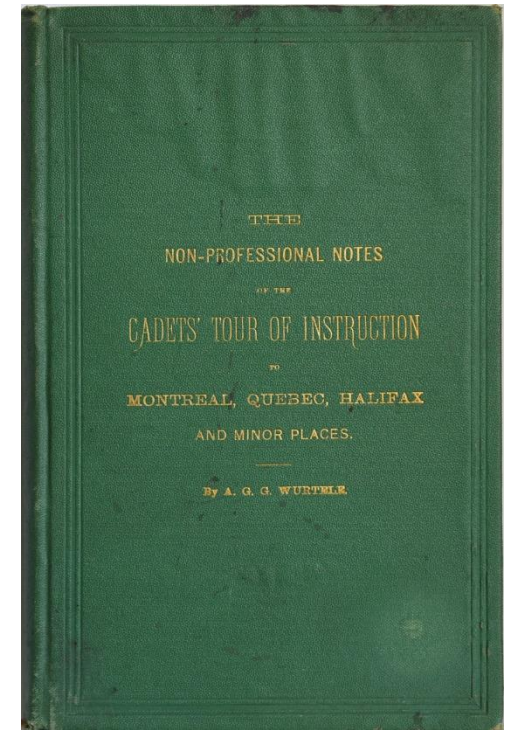 THE
NON-PROFESSIONAL NOTES
OF THE
CADETS' TOUR OF INSTRUCTION
TO
MONTREAL, QUEBEC, HALIFAX
AND MINOR PLACES.
By A. G. G. WURTELE.